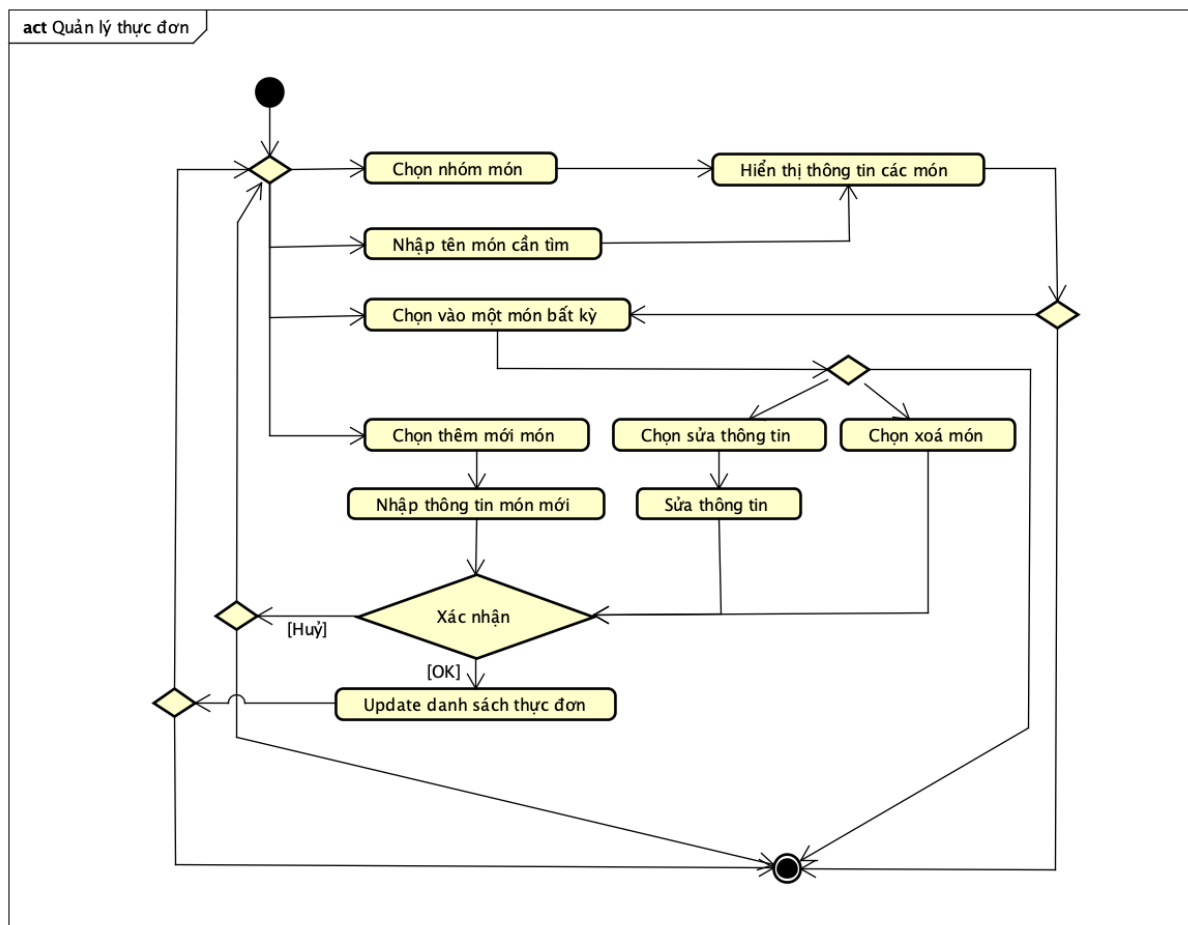 act Quản lý thực đơn
Chọn nhóm món
Hiển thị thông tin các món
Nhập tên món cần tìm
Chọn vào một món bất kỳ
Chọn thêm mới món
Chọn sửa thông tin
Chọn xoá món
Nhập thông tin món mới
Sửa thông tin
Xác nhận
[Huỷ]
[OK]
Update danh sách thực đơn